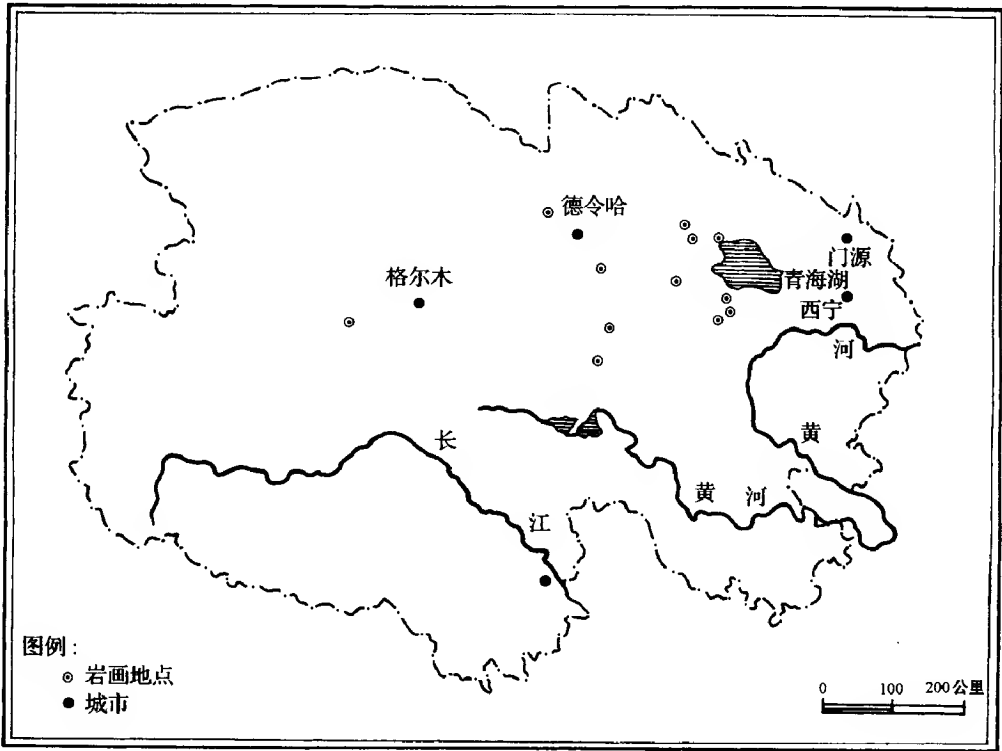 德令哈
门源
格尔木
青海湖
西宁
河
黄
长
黄 河
江
图例：
岩画地点
城市
0 100 200公里